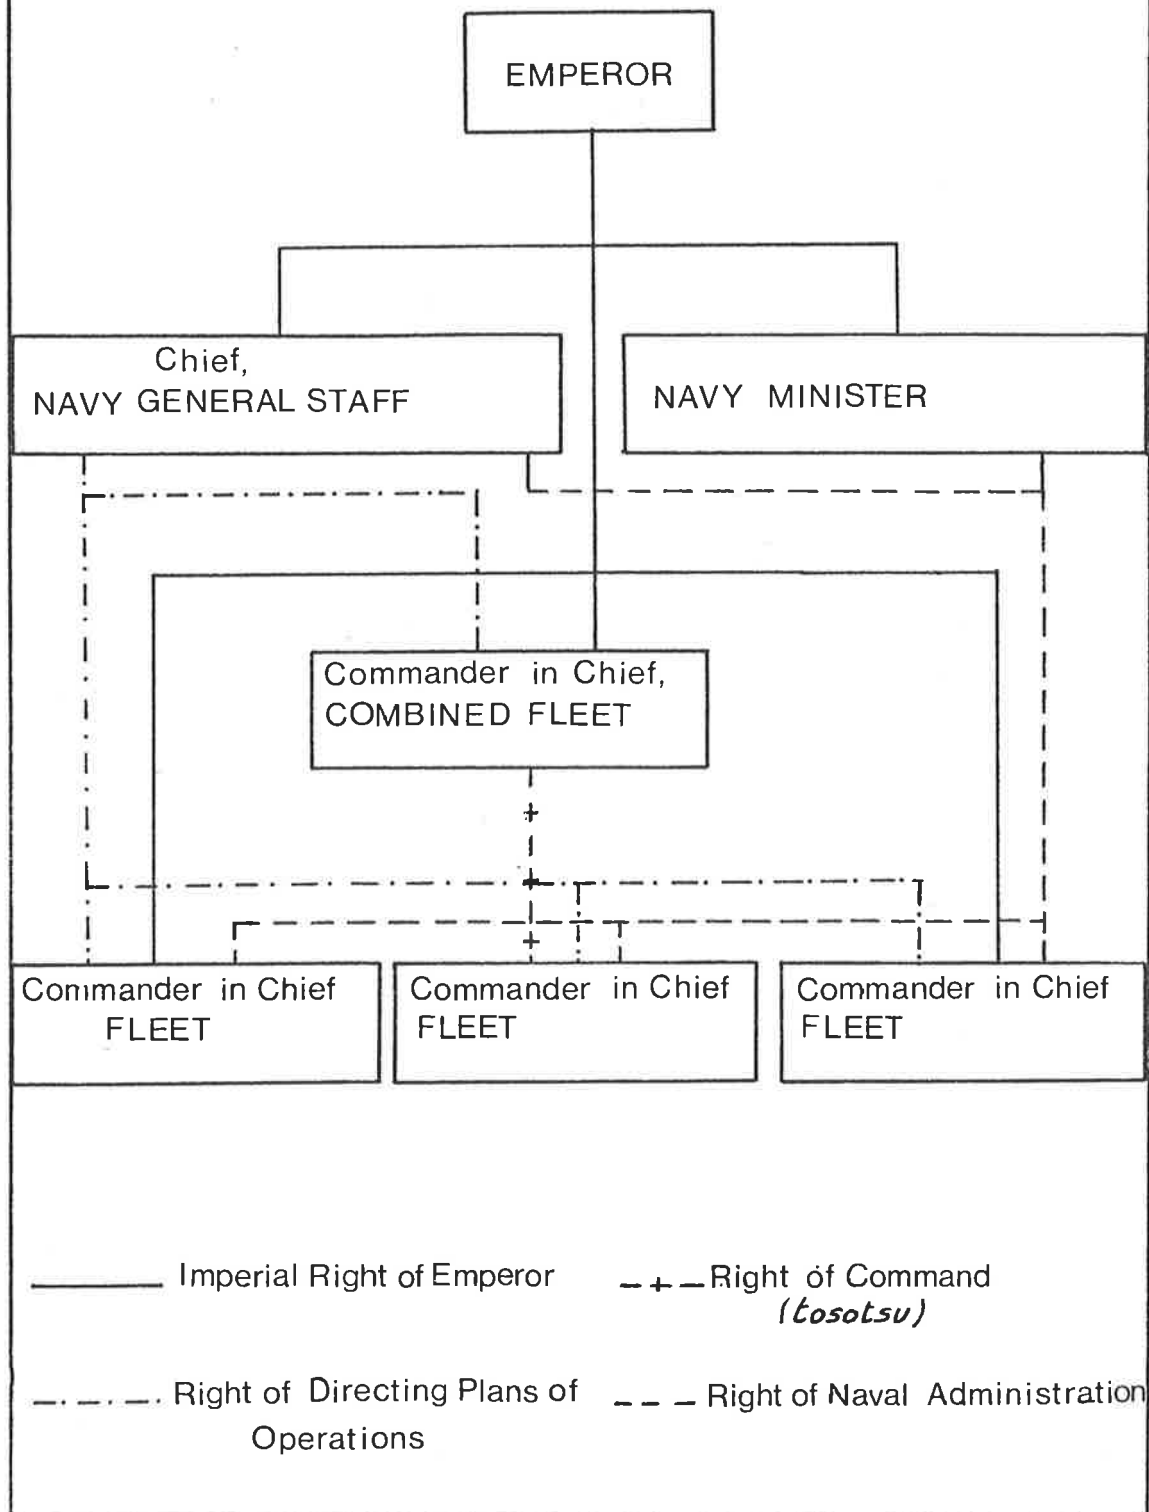 EMPEROR
Chief,
NAVY GENERAL STAFF
NAVY MINISTER
Commander in Chief,
COMBINED FLEET
Commander in Chief
FLEET
Commander in Chief
FLEET
Commander in Chief
FLEET
Imperial Right of Emperor
Right of Command
(tosotsu)
Right of Directing Plans of
Operations
Right of Naval Administration